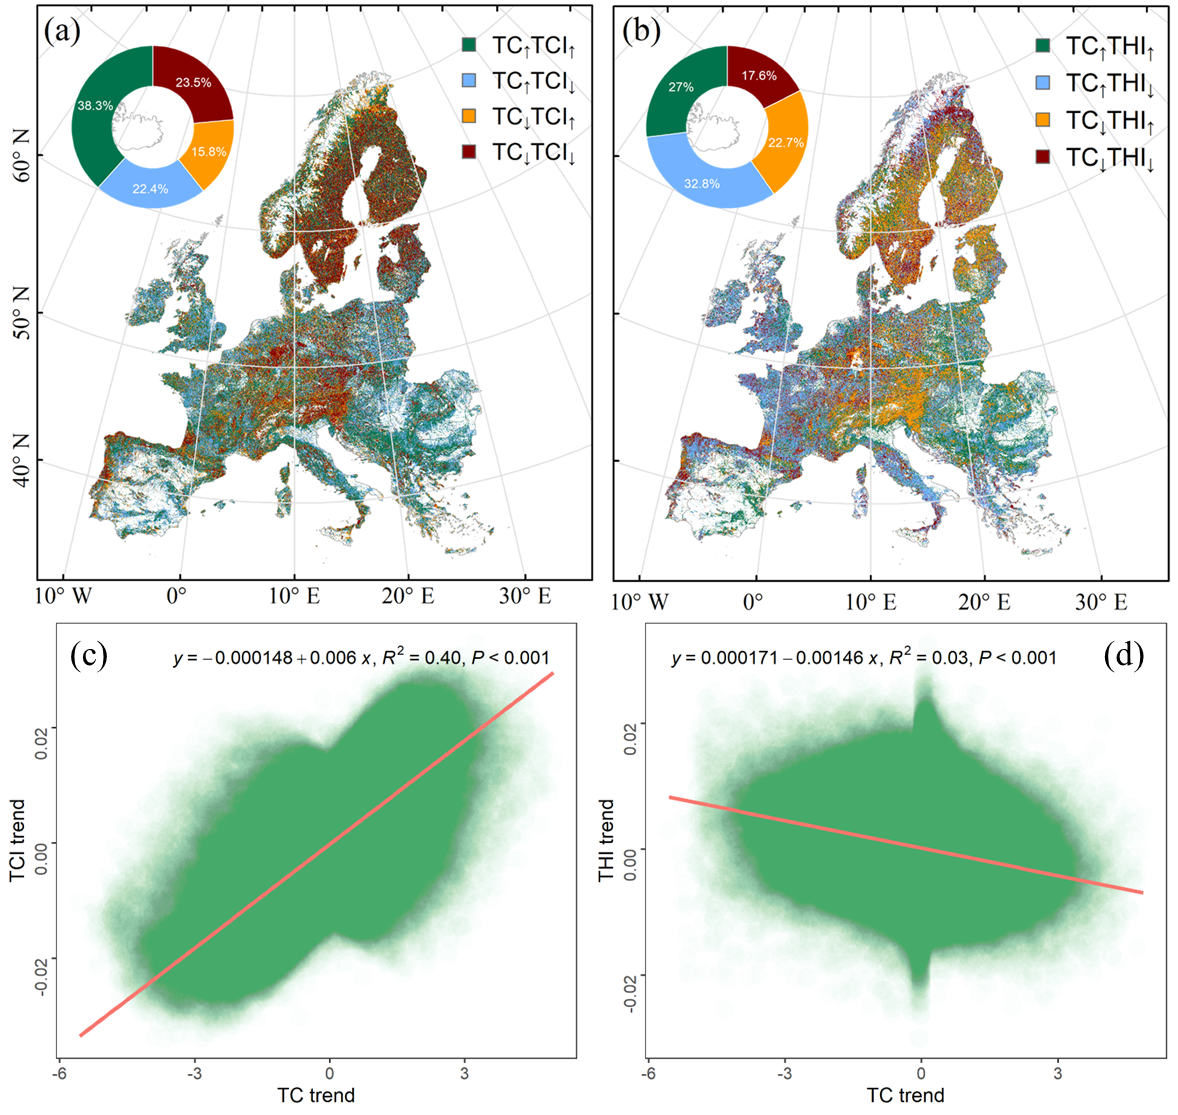 (a)
TC↑TCI↑
TC↑TCI↓
TC↓TCI↑
TC↓TCI↓
38.3%
23.5%
15.8%
22.4%
60° N
50° N
40° N
10° W
0°
10° E
20° E
30° E
(b)
TC↑THI↑
TC↑THI↓
TC↓THI↑
TC↓THI↓
27%
17.6%
22.7%
32.8%
10° W
0°
10° E
20° E
30° E
(c)
y = −0.000148 + 0.006 x, R² = 0.40, P < 0.001
TCI trend
0.02
0.00
-0.02
-6
-3
0
3
TC trend
(d)
y = 0.000171 − 0.00146 x, R² = 0.03, P < 0.001
THI trend
0.02
0.00
-0.02
-6
-3
0
3
TC trend